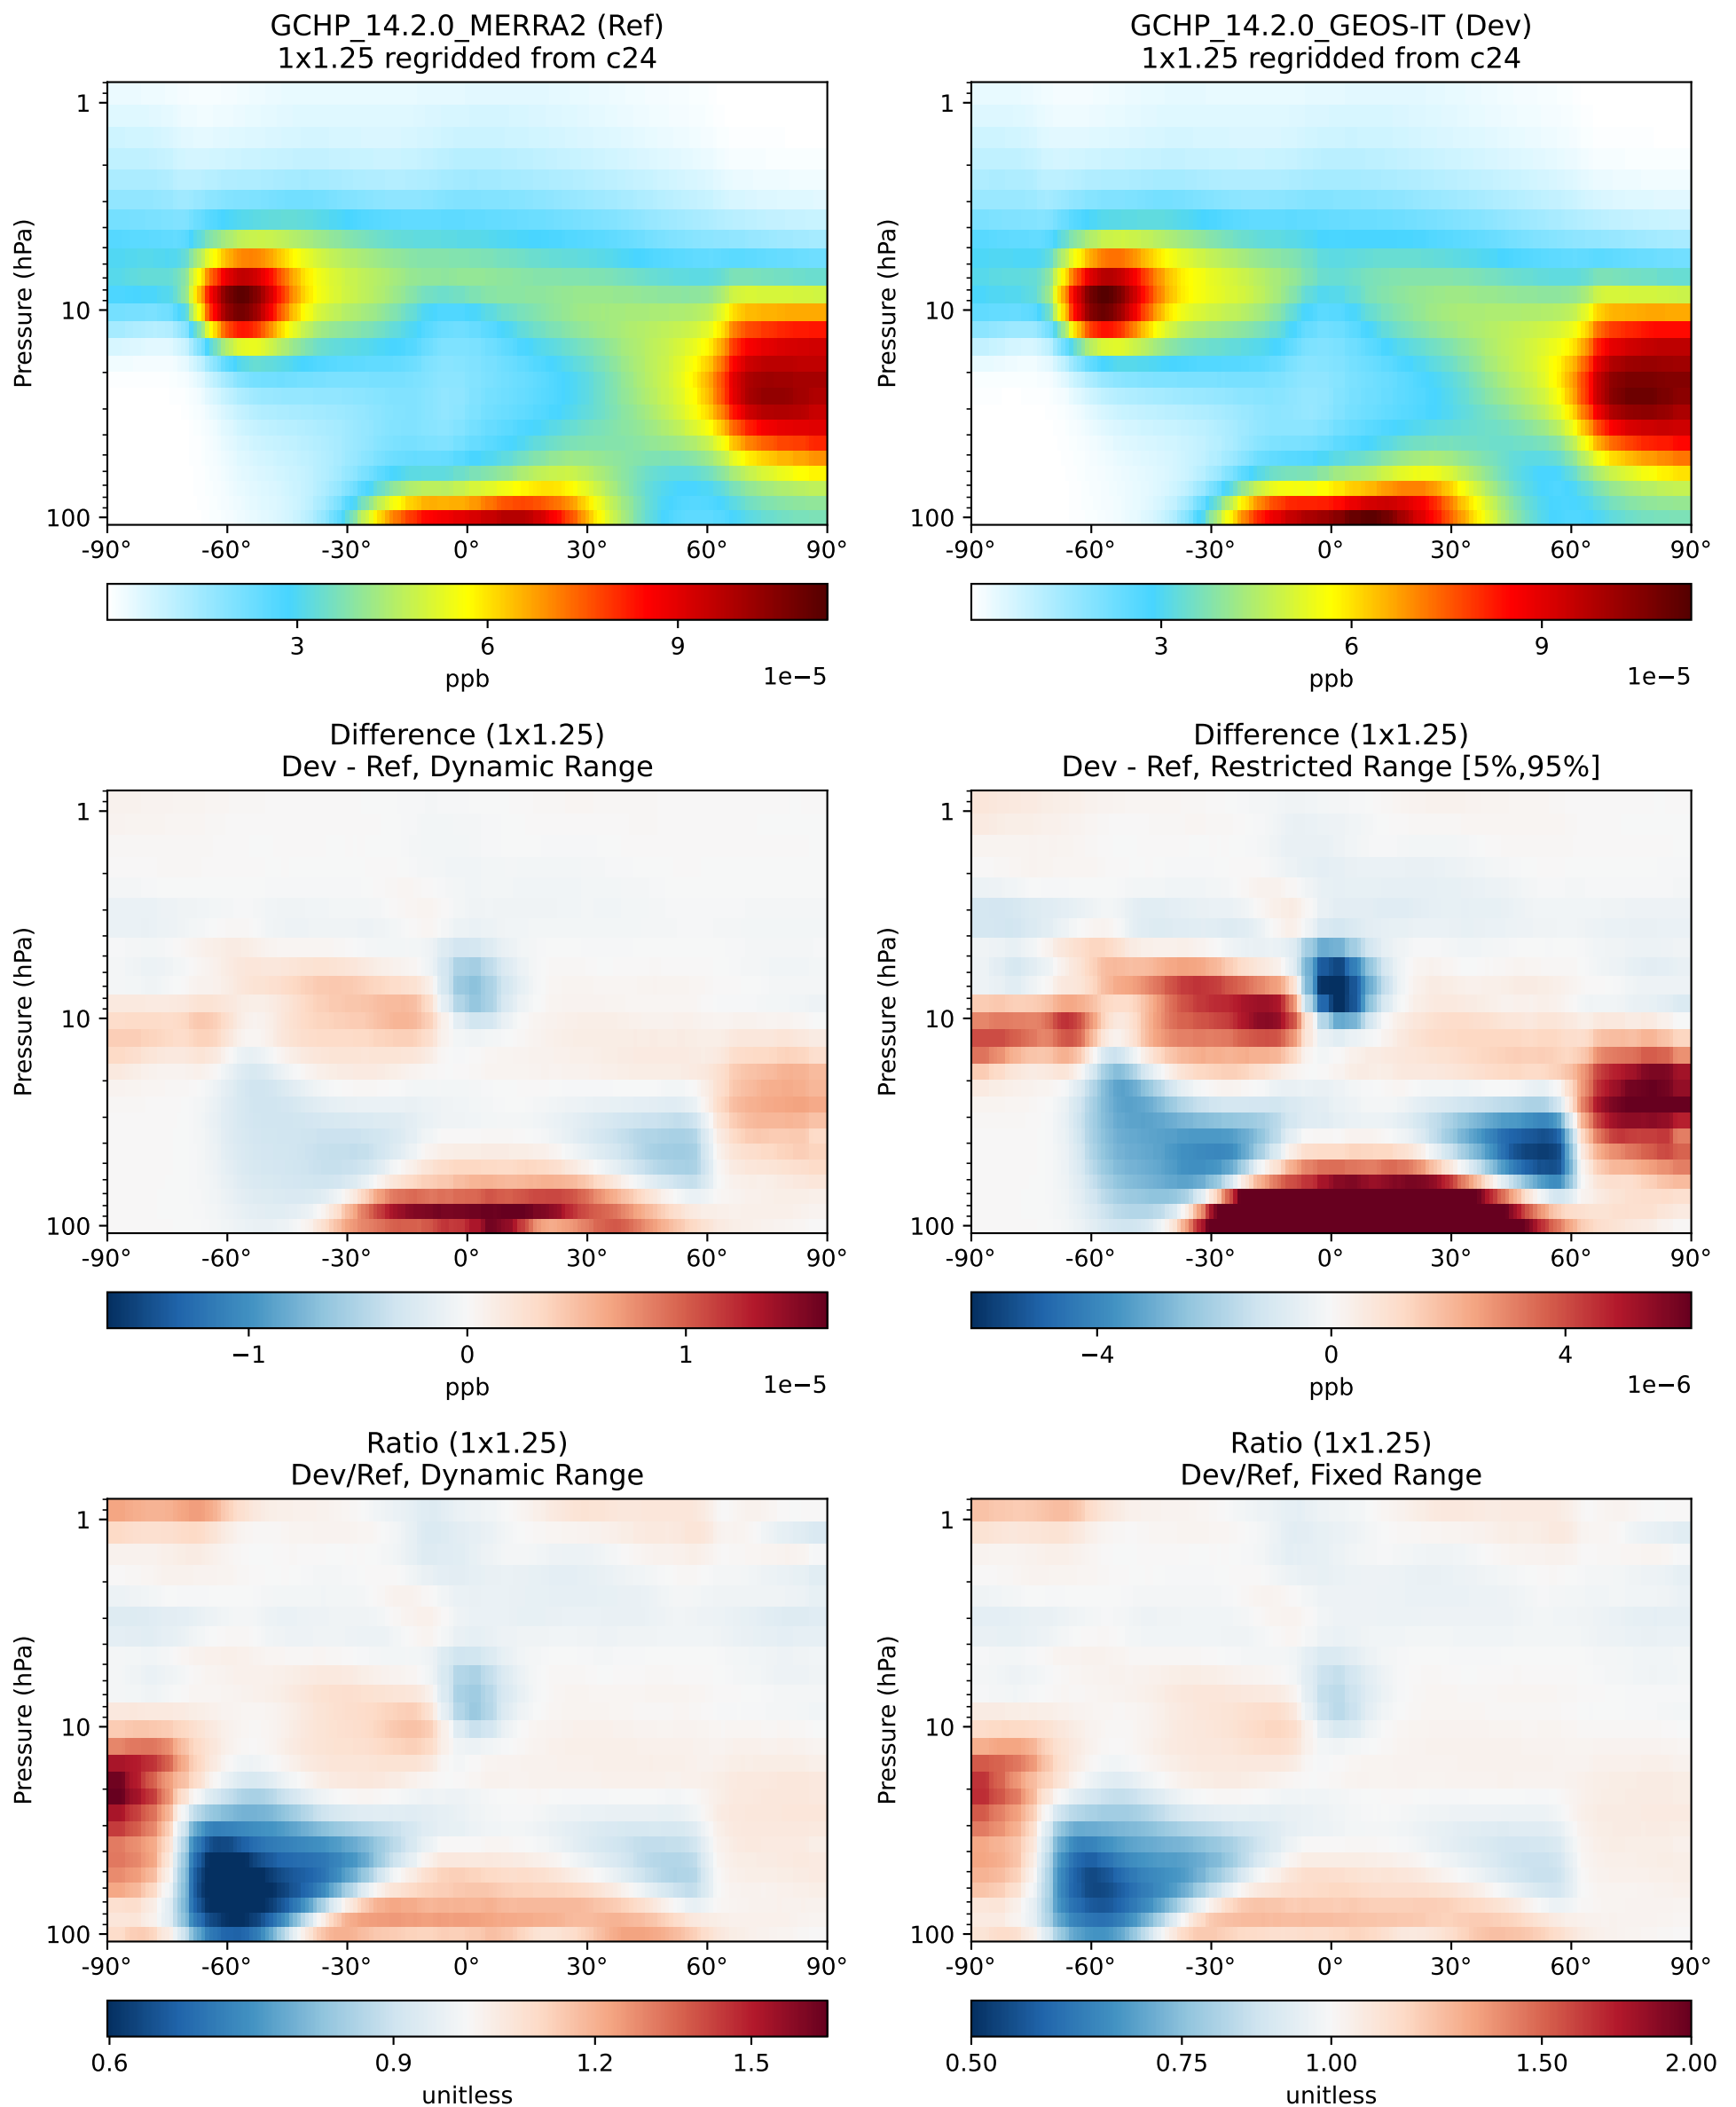 GCHP_14.2.0_MERRA2 (Ref)
1x1.25 regridded from c24
Pressure (hPa)
1
10
100
-90° -60° -30° 0° 30° 60° 90°
3 6 9
ppb
1e−5
GCHP_14.2.0_GEOS-IT (Dev)
1x1.25 regridded from c24
Pressure (hPa)
1
10
100
-90° -60° -30° 0° 30° 60° 90°
3 6 9
ppb
1e−5
Difference (1x1.25)
Dev - Ref, Dynamic Range
Pressure (hPa)
1
10
100
-90° -60° -30° 0° 30° 60° 90°
−1 0 1
ppb
1e−5
Difference (1x1.25)
Dev - Ref, Restricted Range [5%,95%]
Pressure (hPa)
1
10
100
-90° -60° -30° 0° 30° 60° 90°
−4 0 4
ppb
1e−6
Ratio (1x1.25)
Dev/Ref, Dynamic Range
Pressure (hPa)
1
10
100
-90° -60° -30° 0° 30° 60° 90°
0.6 0.9 1.2 1.5
unitless
Ratio (1x1.25)
Dev/Ref, Fixed Range
Pressure (hPa)
1
10
100
-90° -60° -30° 0° 30° 60° 90°
0.50 0.75 1.00 1.50 2.00
unitless